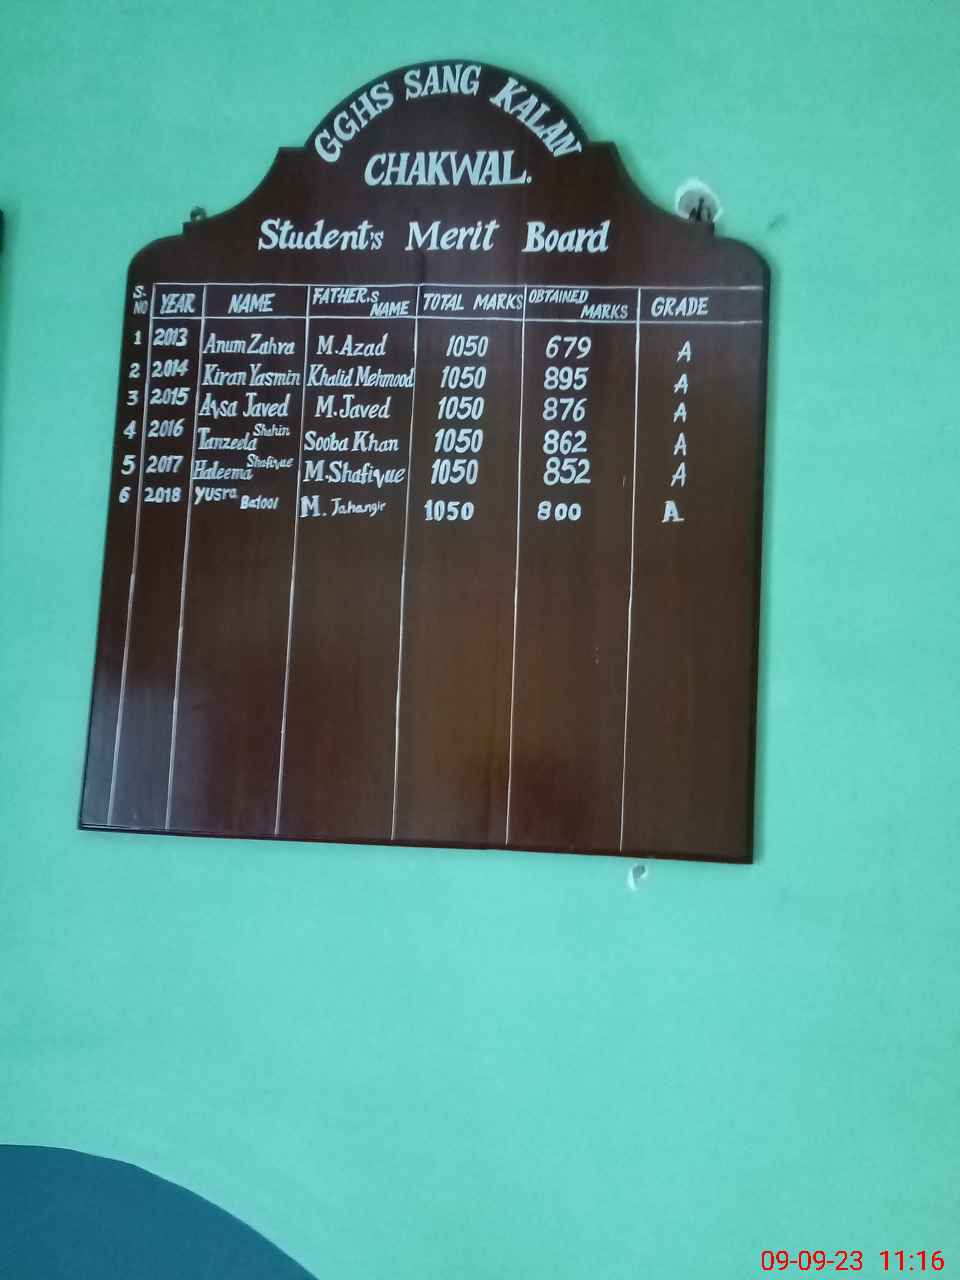 GGHS SANG KALAN
CHAKWAL.
Student's Merit Board
S. NO YEAR NAME FATHER,S NAME TOTAL MARKS OBTAINED MARKS GRADE
1 2013 Anum Zahra M.Azad 1050 679 A
2 2014 Kiran Yasmin Khalid Mehmood 1050 895 A
3 2015 Aqsa Javed M.Javed 1050 876 A
4 2016 Tanzeela Shahin Sooba Khan 1050 862 A
5 2017 Haleema Shafique M.Shafique 1050 852 A
6 2018 Yusra Batool M. Jahangir 1050 800 A
09-09-23 11:16